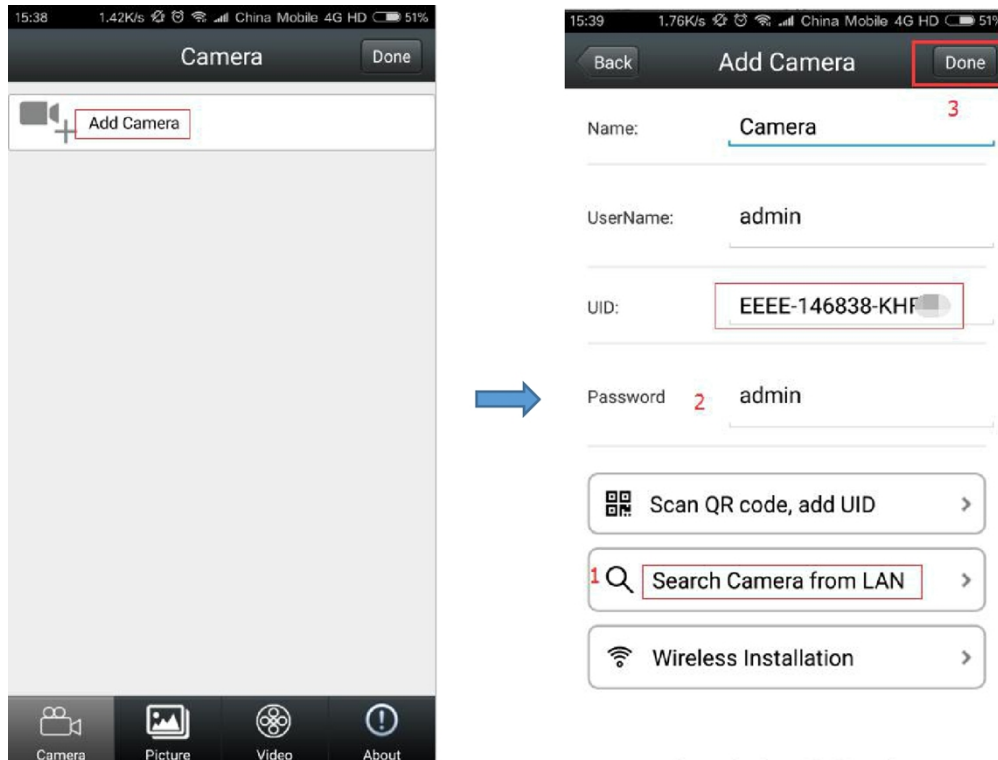 15:38 1.42K/s China Mobile 4G HD 51%
Camera Done
Add Camera
Camera Picture Video About
15:39 1.76K/s China Mobile 4G HD 51%
Back Add Camera Done
3
Name: Camera
UserName: admin
UID: EEEE-146838-KHF
Password 2 admin
Scan QR code, add UID
1 Search Camera from LAN
Wireless Installation